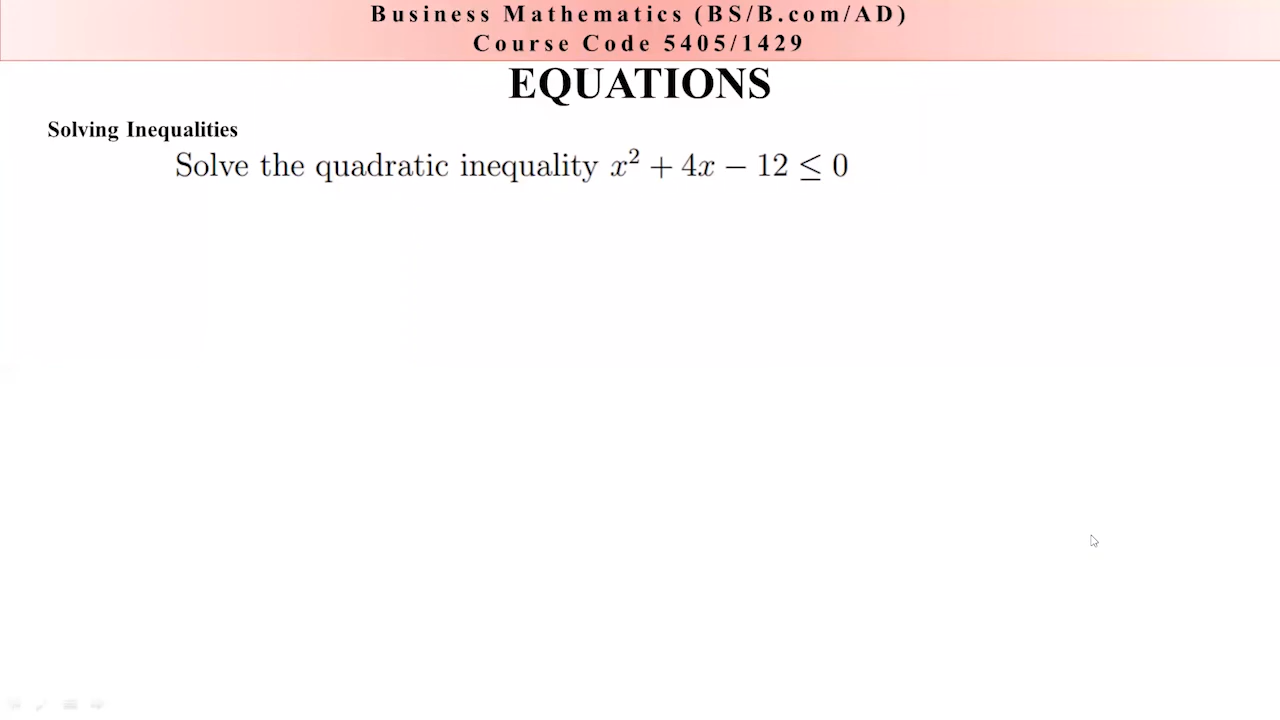 Business Mathematics (BS/B.com/AD)
Course Code 5405/1429
EQUATIONS
Solving Inequalities
Solve the quadratic inequality x² + 4x − 12 ≤ 0